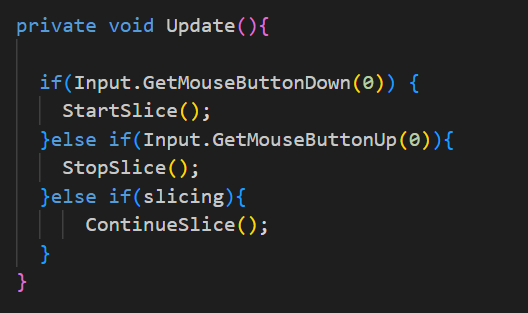 private void Update(){
if(Input.GetMouseButtonDown(0)) {
StartSlice();
}else if(Input.GetMouseButtonUp(0)){
StopSlice();
}else if(slicing){
ContinueSlice();
}
}